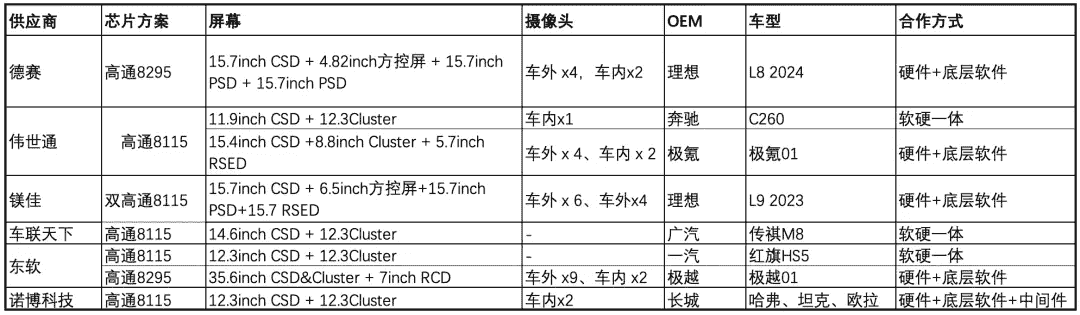 供应商 芯片方案 屏幕 摄像头 OEM 车型 合作方式
德赛 高通8295 15.7inch CSD + 4.82inch方控屏 + 15.7inch PSD + 15.7inch PSD 车外 x4，车内x2 理想 L8 2024 硬件+底层软件
伟世通 高通8115 11.9inch CSD + 12.3Cluster 车内x1 奔驰 C260 软硬一体
15.4inch CSD +8.8inch Cluster + 5.7inch RSED 车外 x 4、车内 x 2 极氪 极氪01 硬件+底层软件
镁佳 双高通8115 15.7inch CSD + 6.5inch方控屏+15.7inch PSD+15.7 RSED 车外 x 6、车外x4 理想 L9 2023 硬件+底层软件
车联天下 高通8115 14.6inch CSD + 12.3Cluster - 广汽 传祺M8 软硬一体
东软 高通8115 12.3inch CSD + 12.3Cluster - 一汽 红旗HS5 软硬一体
高通8295 35.6inch CSD&Cluster + 7inch RCD 车外 x9、车内 x2 极越 极越01 硬件+底层软件
诺博科技 高通8115 12.3inch CSD + 12.3Cluster 车内x2 长城 哈弗、坦克、欧拉 硬件+底层软件+中间件